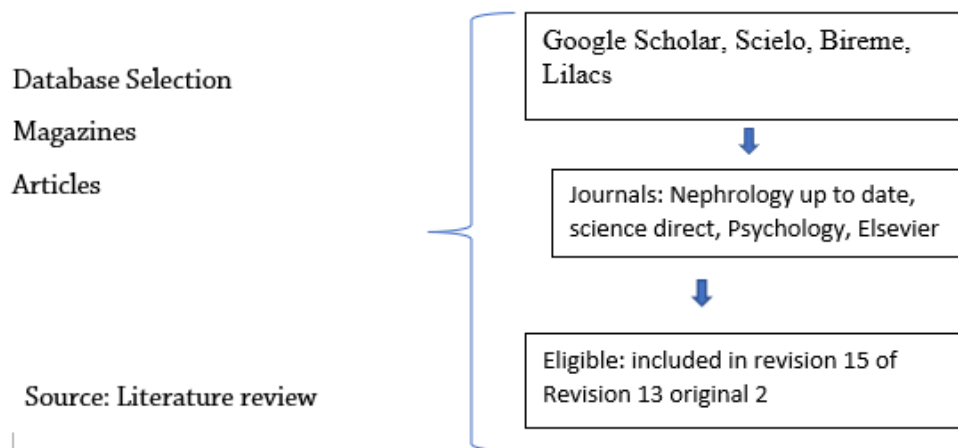 Database Selection
Magazines
Articles
Source: Literature review
Google Scholar, Scielo, Bireme,
Lilacs
Journals: Nephrology up to date,
science direct, Psychology, Elsevier
Eligible: included in revision 15 of
Revision 13 original 2